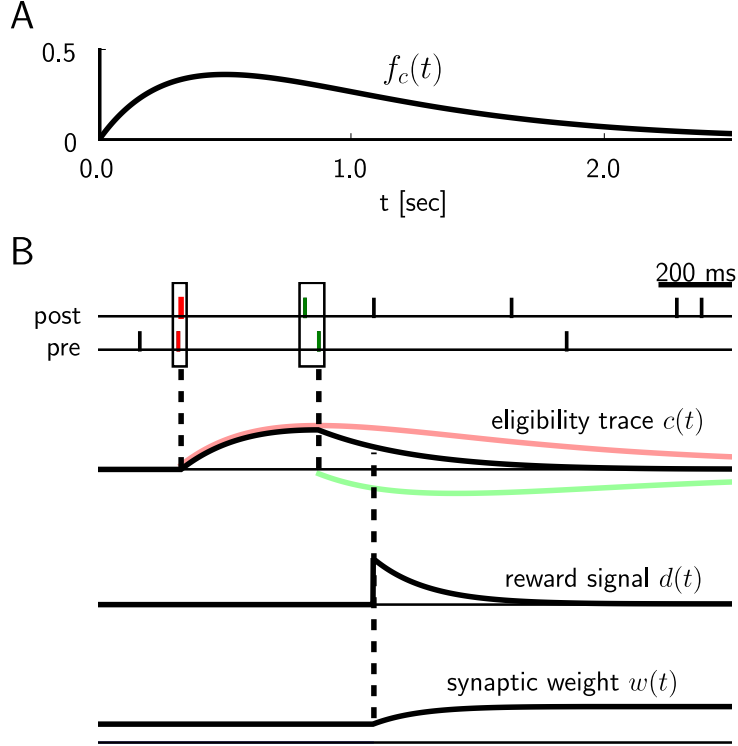 A
0.5
f_c(t)
0
0.0 1.0 2.0
t [sec]
B
200 ms
post
pre
eligibility trace c(t)
reward signal d(t)
synaptic weight w(t)